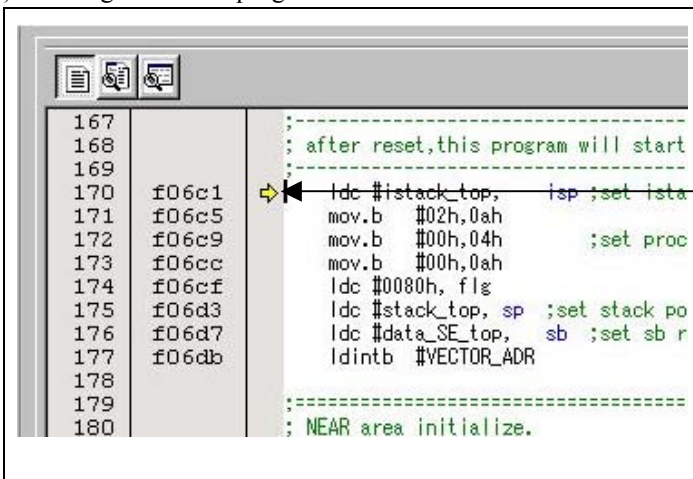 167 ;-----------------------------------
168 ; after reset,this program will start
169 ;-----------------------------------
170 f06c1 ldc #istack_top, isp ;set ista
171 f06c5 mov.b #02h,0ah
172 f06c9 mov.b #00h,04h ;set proc
173 f06cc mov.b #00h,0ah
174 f06cf ldc #0080h, flg
175 f06d3 ldc #stack_top, sp ;set stack po
176 f06d7 ldc #data_SE_top, sb ;set sb r
177 f06db ldintb #VECTOR_ADR
178
179 ;===================================
180 ; NEAR area initialize.